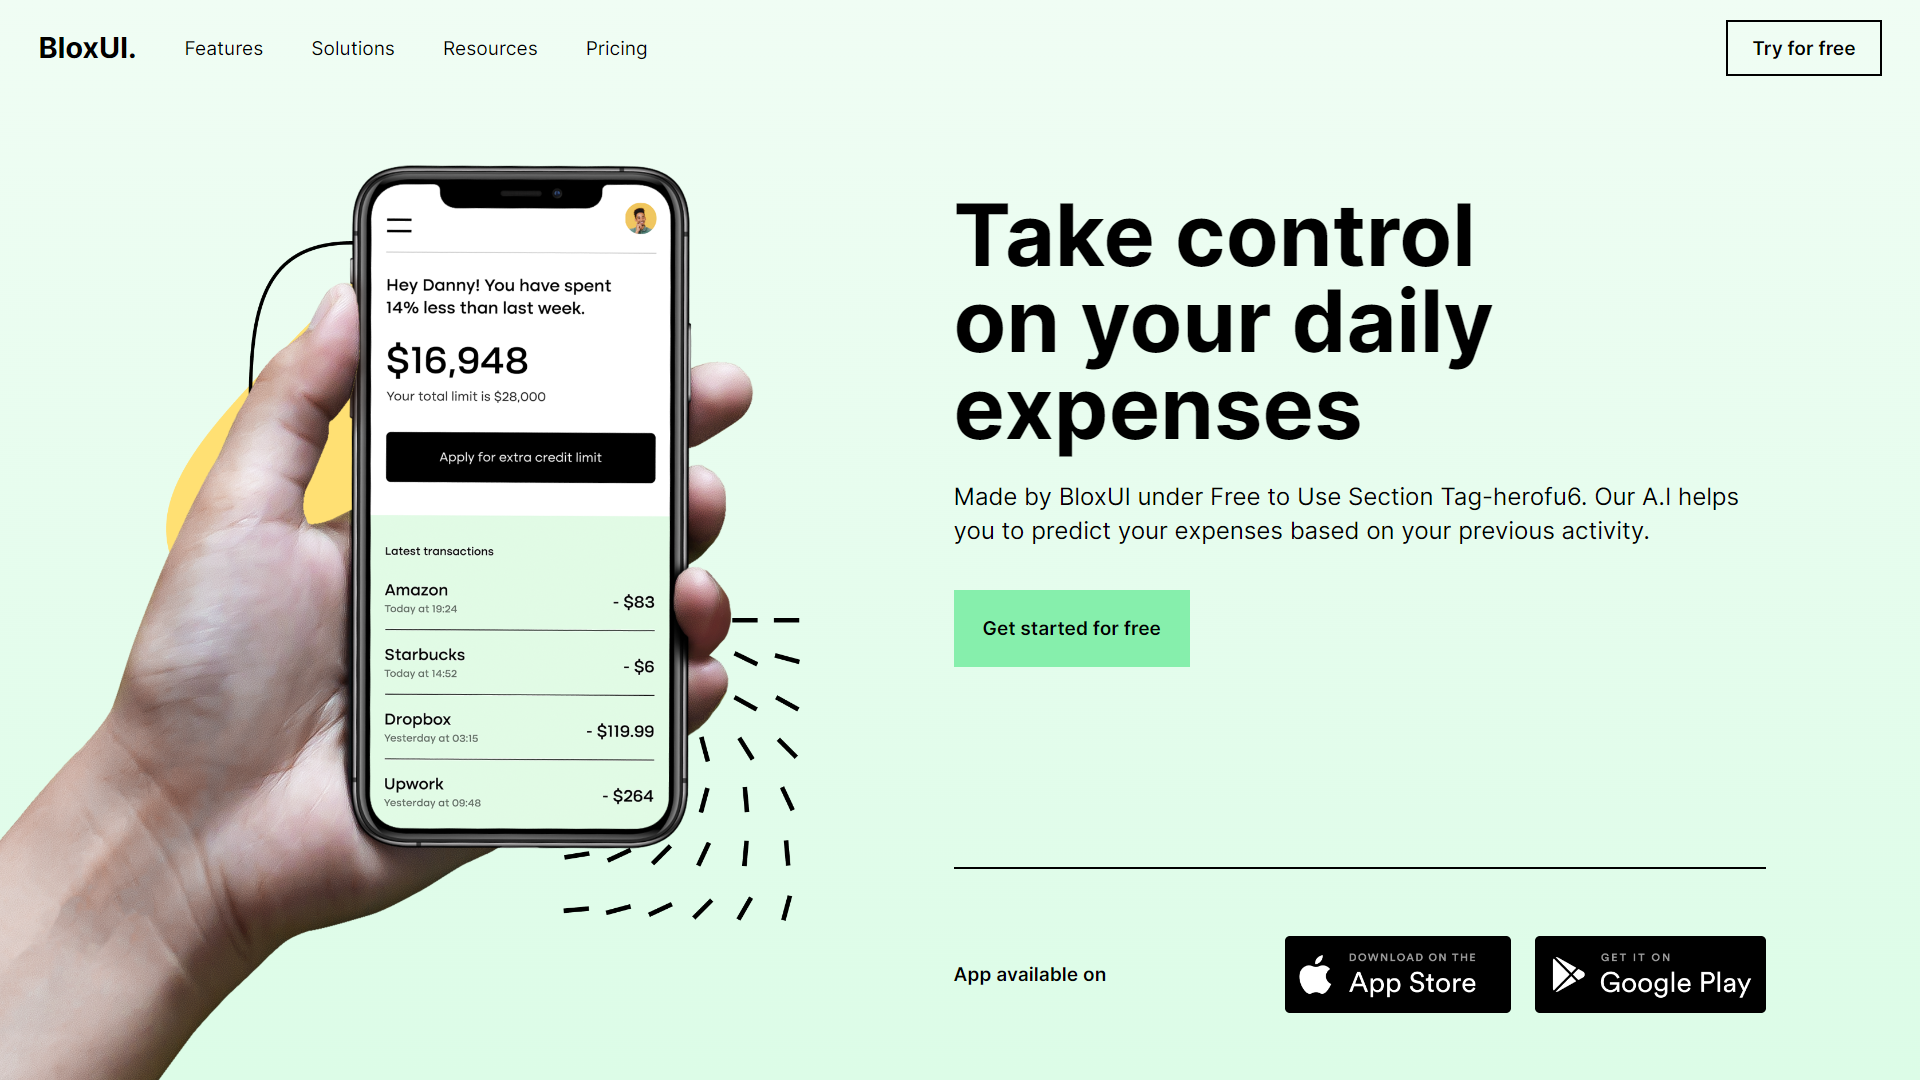 BloxUI.
Features
Solutions
Resources
Pricing
Try for free
Hey Danny! You have spent
14% less than last week.
$16,948
Your total limit is $28,000
Apply for extra credit limit
Latest transactions
Amazon
Today at 19:24
- $83
Starbucks
Today at 14:52
- $6
Dropbox
Yesterday at 03:15
- $119.99
Upwork
Yesterday at 09:48
- $264
Take control
on your daily
expenses
Made by BloxUI under Free to Use Section Tag-herofu6. Our A.I helps
you to predict your expenses based on your previous activity.
Get started for free
App available on
DOWNLOAD ON THE
App Store
GET IT ON
Google Play